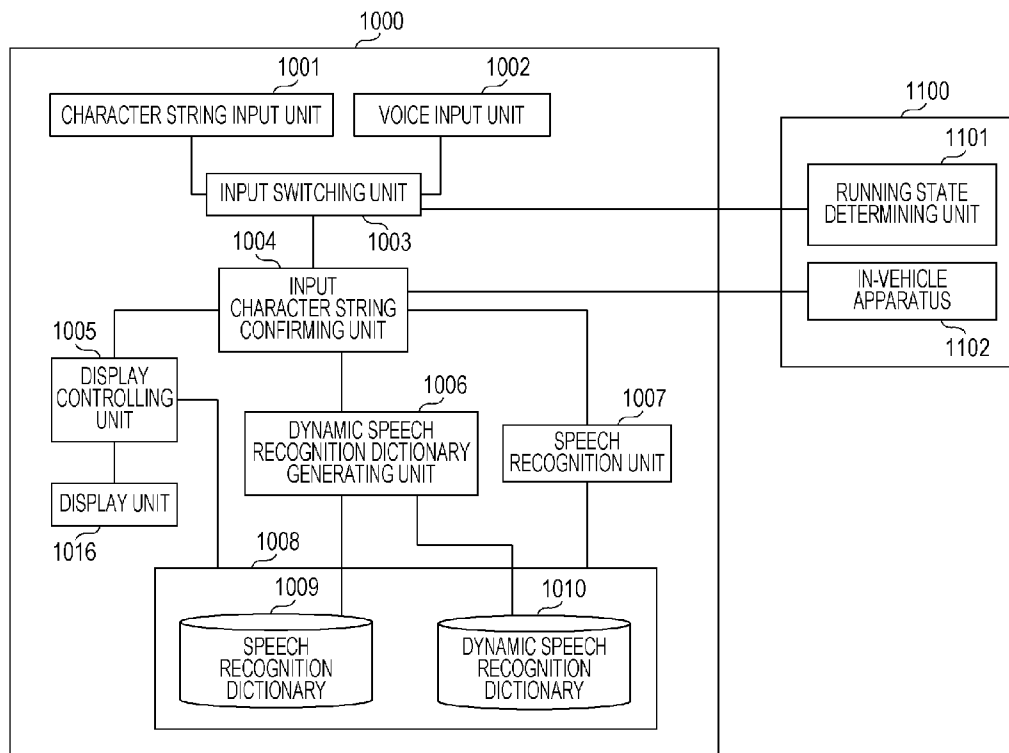 1000
1001
1002
CHARACTER STRING INPUT UNIT
VOICE INPUT UNIT
1100
1101
INPUT SWITCHING UNIT
RUNNING STATE
DETERMINING UNIT
1003
1004
INPUT
CHARACTER STRING
CONFIRMING UNIT
IN-VEHICLE
APPARATUS
1102
1005
DISPLAY
CONTROLLING
UNIT
1006
DYNAMIC SPEECH
RECOGNITION DICTIONARY
GENERATING UNIT
1007
SPEECH
RECOGNITION UNIT
DISPLAY UNIT
1016
1008
1009
SPEECH
RECOGNITION
DICTIONARY
1010
DYNAMIC SPEECH
RECOGNITION
DICTIONARY